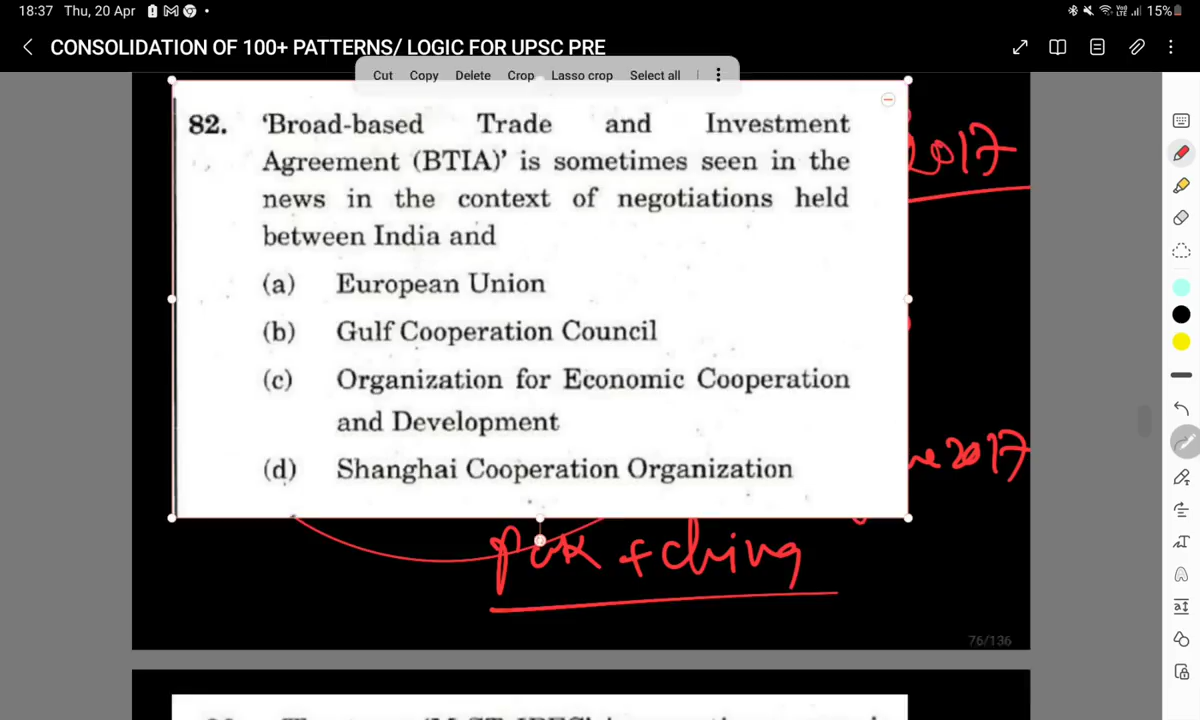 18:37 Thu, 20 Apr
15%
CONSOLIDATION OF 100+ PATTERNS/ LOGIC FOR UPSC PRE
Cut Copy Delete Crop Lasso crop Select all
82. 'Broad-based Trade and Investment
Agreement (BTIA)' is sometimes seen in the
news in the context of negotiations held
between India and
(a) European Union
(b) Gulf Cooperation Council
(c) Organization for Economic Cooperation
and Development
(d) Shanghai Cooperation Organization
2017
ne 2017
Pak + China
76/136